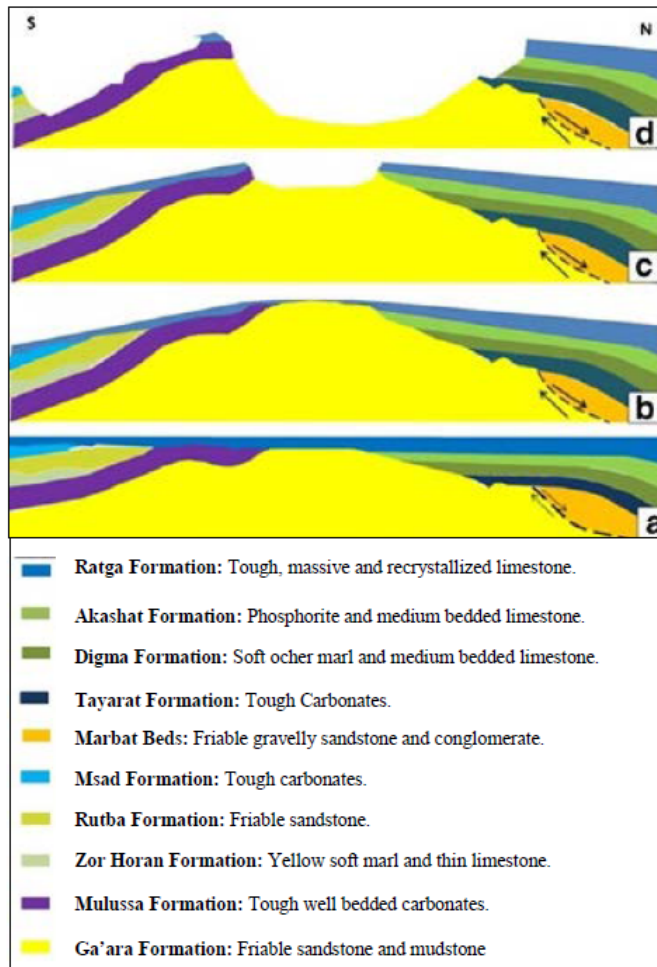 S N
d
c
b
a
Ratga Formation: Tough, massive and recrystallized limestone.
Akashat Formation: Phosphorite and medium bedded limestone.
Digma Formation: Soft ocher marl and medium bedded limestone.
Tayarat Formation: Tough Carbonates.
Marbat Beds: Friable gravelly sandstone and conglomerate.
Msad Formation: Tough carbonates.
Rutba Formation: Friable sandstone.
Zor Horan Formation: Yellow soft marl and thin limestone.
Mulussa Formation: Tough well bedded carbonates.
Ga’ara Formation: Friable sandstone and mudstone